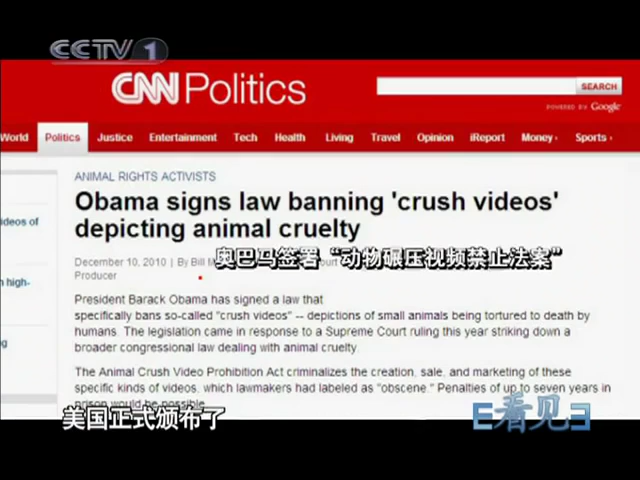 CCTV 1
CNN Politics
SEARCH
POWERED BY Google
World Politics Justice Entertainment Tech Health Living Travel Opinion iReport Money Sports
ANIMAL RIGHTS ACTIVISTS
Obama signs law banning 'crush videos'
ideos of
depicting animal cruelty
奥巴马签署“动物碾压视频禁止法案”
December 10, 2010 | By Bill
Producer
n high-
President Barack Obama has signed a law that
specifically bans so-called "crush videos" -- depictions of small animals being tortured to death by
humans. The legislation came in response to a Supreme Court ruling this year striking down a
broader congressional law dealing with animal cruelty.
The Animal Crush Video Prohibition Act criminalizes the creation, sale, and marketing of these
specific kinds of videos, which lawmakers had labeled as "obscene." Penalties of up to seven years in
prison would be possible.
美国正式颁布了
看见